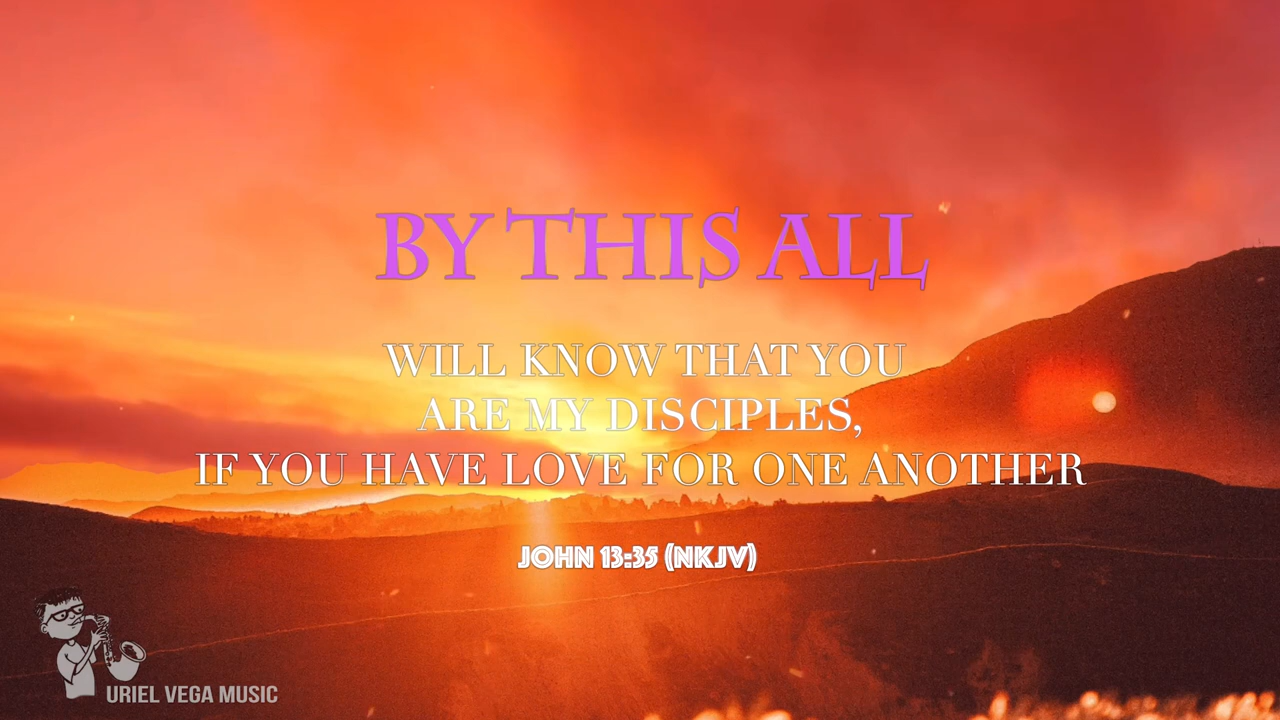 BY THIS ALL
WILL KNOW THAT YOU
ARE MY DISCIPLES,
IF YOU HAVE LOVE FOR ONE ANOTHER
JOHN 13:35 (NKJV)
URIEL VEGA MUSIC